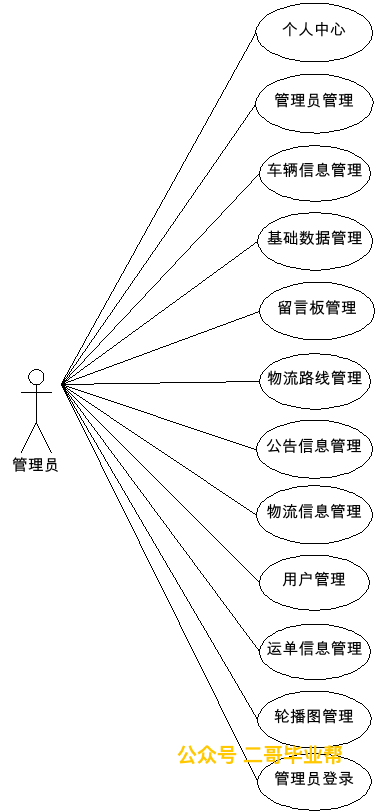 个人中心
管理员管理
车辆信息管理
基础数据管理
留言板管理
物流路线管理
公告信息管理
管理员
物流信息管理
用户管理
运单信息管理
轮播图管理
公众号 二哥毕业帮
管理员登录